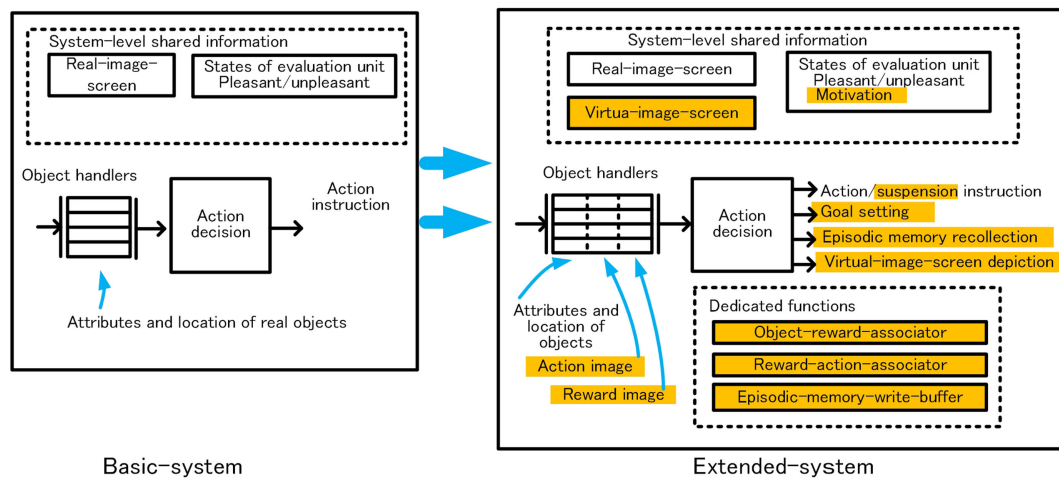 System-level shared information
Real-image-
screen
States of evaluation unit
Pleasant/unpleasant
Object handlers
Action
decision
Action
instruction
Attributes and location of real objects
Basic-system
System-level shared information
Real-image-screen
Virtua-image-screen
States of evaluation unit
Pleasant/unpleasant
Motivation
Object handlers
Action
decision
Action/suspension instruction
Goal setting
Episodic memory recollection
Virtual-image-screen depiction
Attributes and
location of
objects
Action image
Reward image
Dedicated functions
Object-reward-associator
Reward-action-associator
Episodic-memory-write-buffer
Extended-system